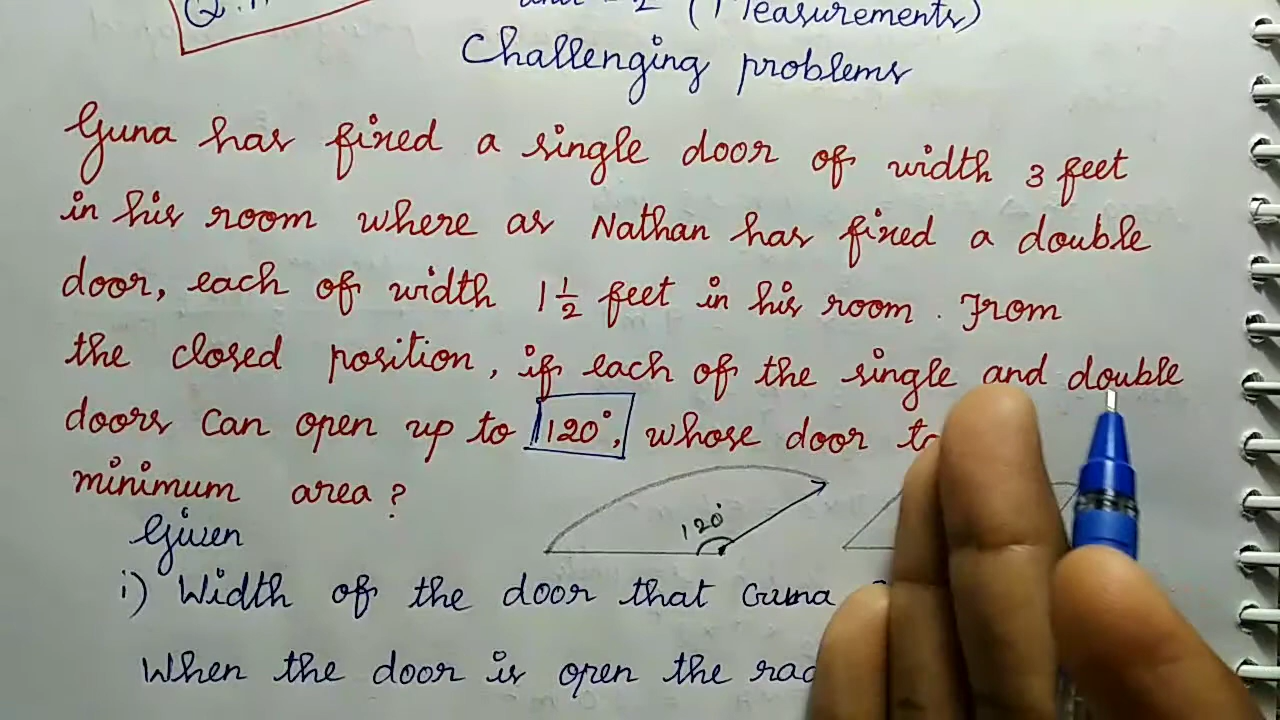 2 (Measurements)
Challenging problems
Guna has fixed a single door of width 3 feet
in his room where as Nathan has fixed a double
door, each of width 1 1/2 feet in his room. From
the closed position, if each of the single and double
doors can open up to 120°, whose door
minimum area?
120°
Given
i) Width of the door that Guna
When the door is open the